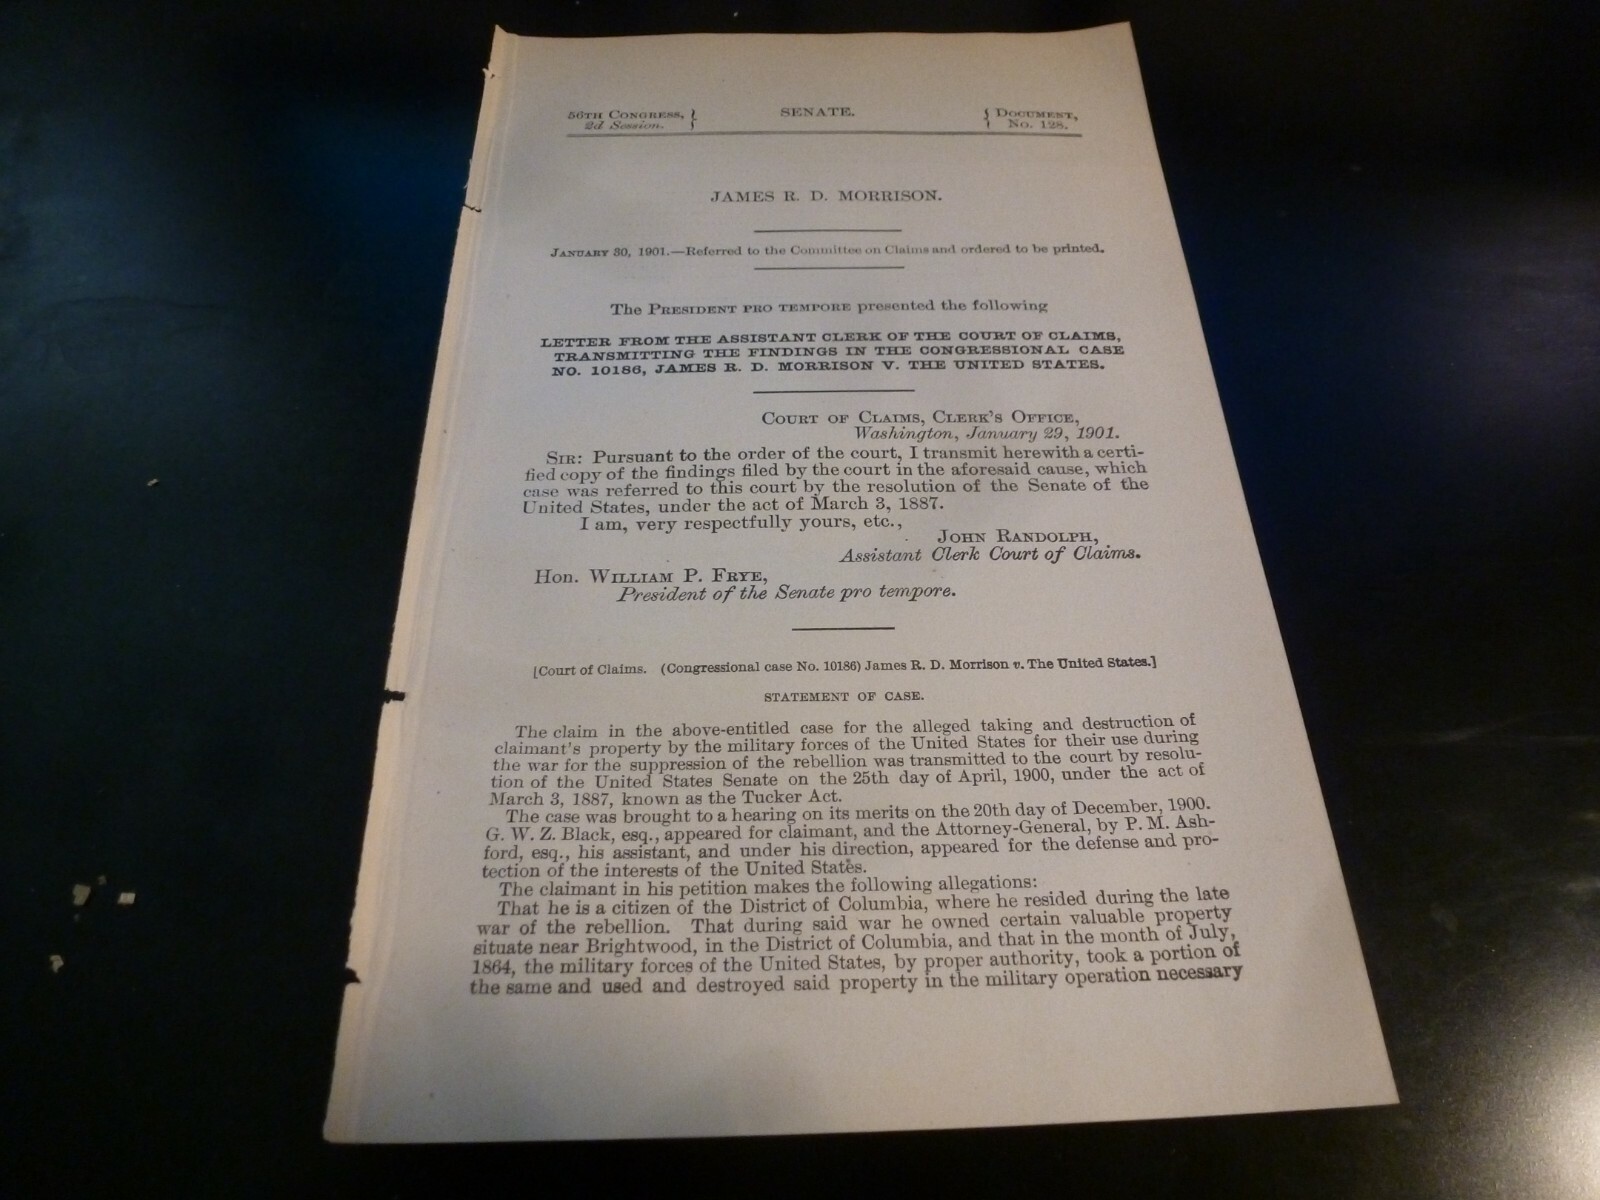 56TH CONGRESS, } SENATE. { DOCUMENT,
2d Session. } { No. 128.
JAMES R. D. MORRISON.
JANUARY 30, 1901.—Referred to the Committee on Claims and ordered to be printed.
The PRESIDENT PRO TEMPORE presented the following
LETTER FROM THE ASSISTANT CLERK OF THE COURT OF CLAIMS,
TRANSMITTING THE FINDINGS IN THE CONGRESSIONAL CASE
NO. 10186, JAMES R. D. MORRISON V. THE UNITED STATES.
COURT OF CLAIMS, CLERK'S OFFICE,
Washington, January 29, 1901.
SIR: Pursuant to the order of the court, I transmit herewith a certi-
fied copy of the findings filed by the court in the aforesaid cause, which
case was referred to this court by the resolution of the Senate of the
United States, under the act of March 3, 1887.
I am, very respectfully yours, etc.,
JOHN RANDOLPH,
Assistant Clerk Court of Claims.
Hon. WILLIAM P. FRYE,
President of the Senate pro tempore.
[Court of Claims. (Congressional case No. 10186) James R. D. Morrison v. The United States.]
STATEMENT OF CASE.
The claim in the above-entitled case for the alleged taking and destruction of
claimant's property by the military forces of the United States for their use during
the war for the suppression of the rebellion was transmitted to the court by resolu-
tion of the United States Senate on the 25th day of April, 1900, under the act of
March 3, 1887, known as the Tucker Act.
The case was brought to a hearing on its merits on the 20th day of December, 1900.
G. W. Z. Black, esq., appeared for claimant, and the Attorney-General, by P. M. Ash-
ford, esq., his assistant, and under his direction, appeared for the defense and pro-
tection of the interests of the United States.
The claimant in his petition makes the following allegations:
That he is a citizen of the District of Columbia, where he resided during the late
war of the rebellion. That during said war he owned certain valuable property
situate near Brightwood, in the District of Columbia, and that in the month of July,
1864, the military forces of the United States, by proper authority, took a portion of
the same and used and destroyed said property in the military operation necessary